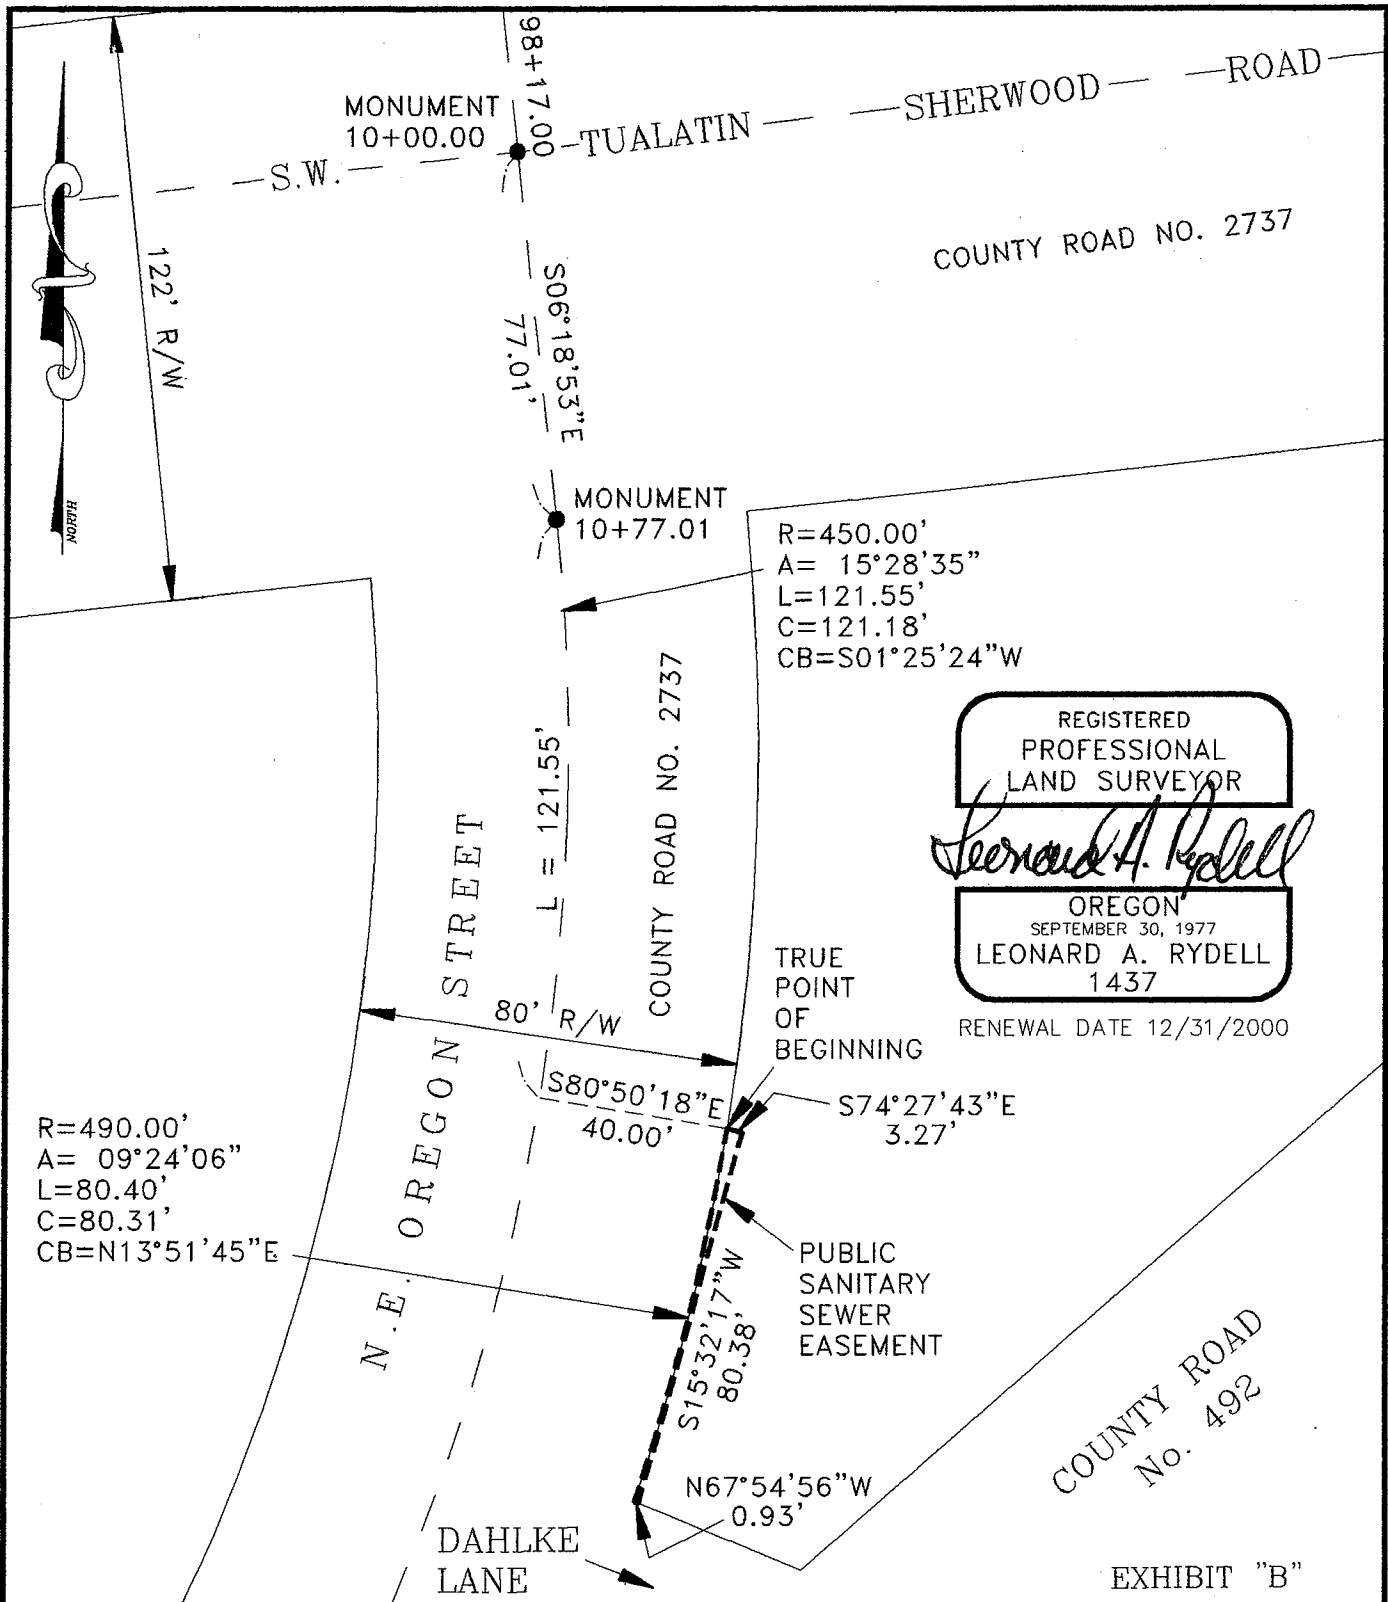 98+17.00
MONUMENT
10+00.00
S.W. TUALATIN SHERWOOD ROAD
COUNTY ROAD NO. 2737
122' R/W
NORTH
S06°18'53"E
77.01'
MONUMENT
10+77.01
R=450.00'
A= 15°28'35"
L=121.55'
C=121.18'
CB=S01°25'24"W
L = 121.55'
COUNTY ROAD NO. 2737
REGISTERED
PROFESSIONAL
LAND SURVEYOR
Leonard A. Rydell
OREGON
SEPTEMBER 30, 1977
LEONARD A. RYDELL
1437
RENEWAL DATE 12/31/2000
N.E. OREGON STREET
80' R/W
TRUE
POINT
OF
BEGINNING
S80°50'18"E
40.00'
S74°27'43"E
3.27'
R=490.00'
A= 09°24'06"
L=80.40'
C=80.31'
CB=N13°51'45"E
PUBLIC
SANITARY
SEWER
EASEMENT
S15°32'17"W
80.38'
N67°54'56"W
0.93'
COUNTY ROAD
No. 492
DAHLKE
LANE
EXHIBIT "B"